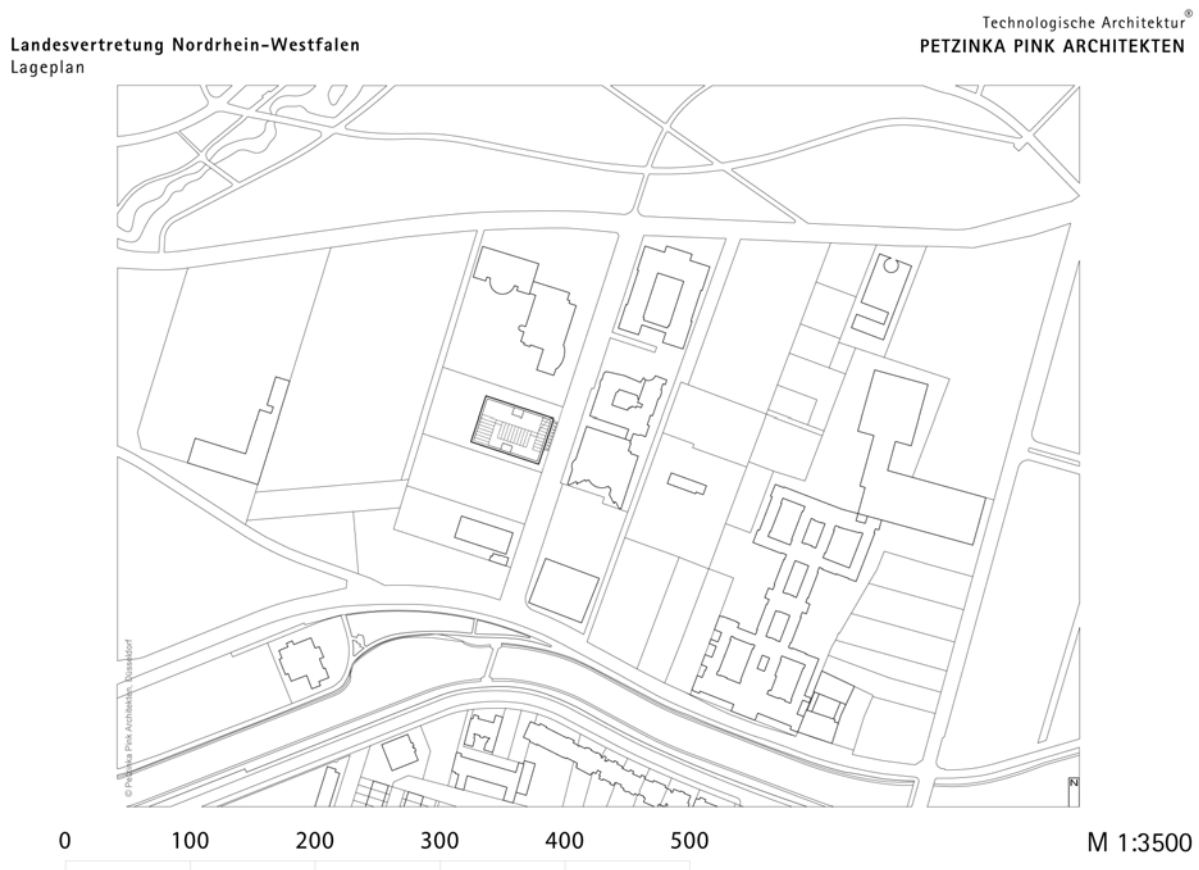 Technologische Architektur®
Landesvertretung Nordrhein-Westfalen
PETZINKA PINK ARCHITEKTEN
Lageplan
© Petzinka Pink Architekten, Düsseldorf
N
0 100 200 300 400 500
M 1:3500